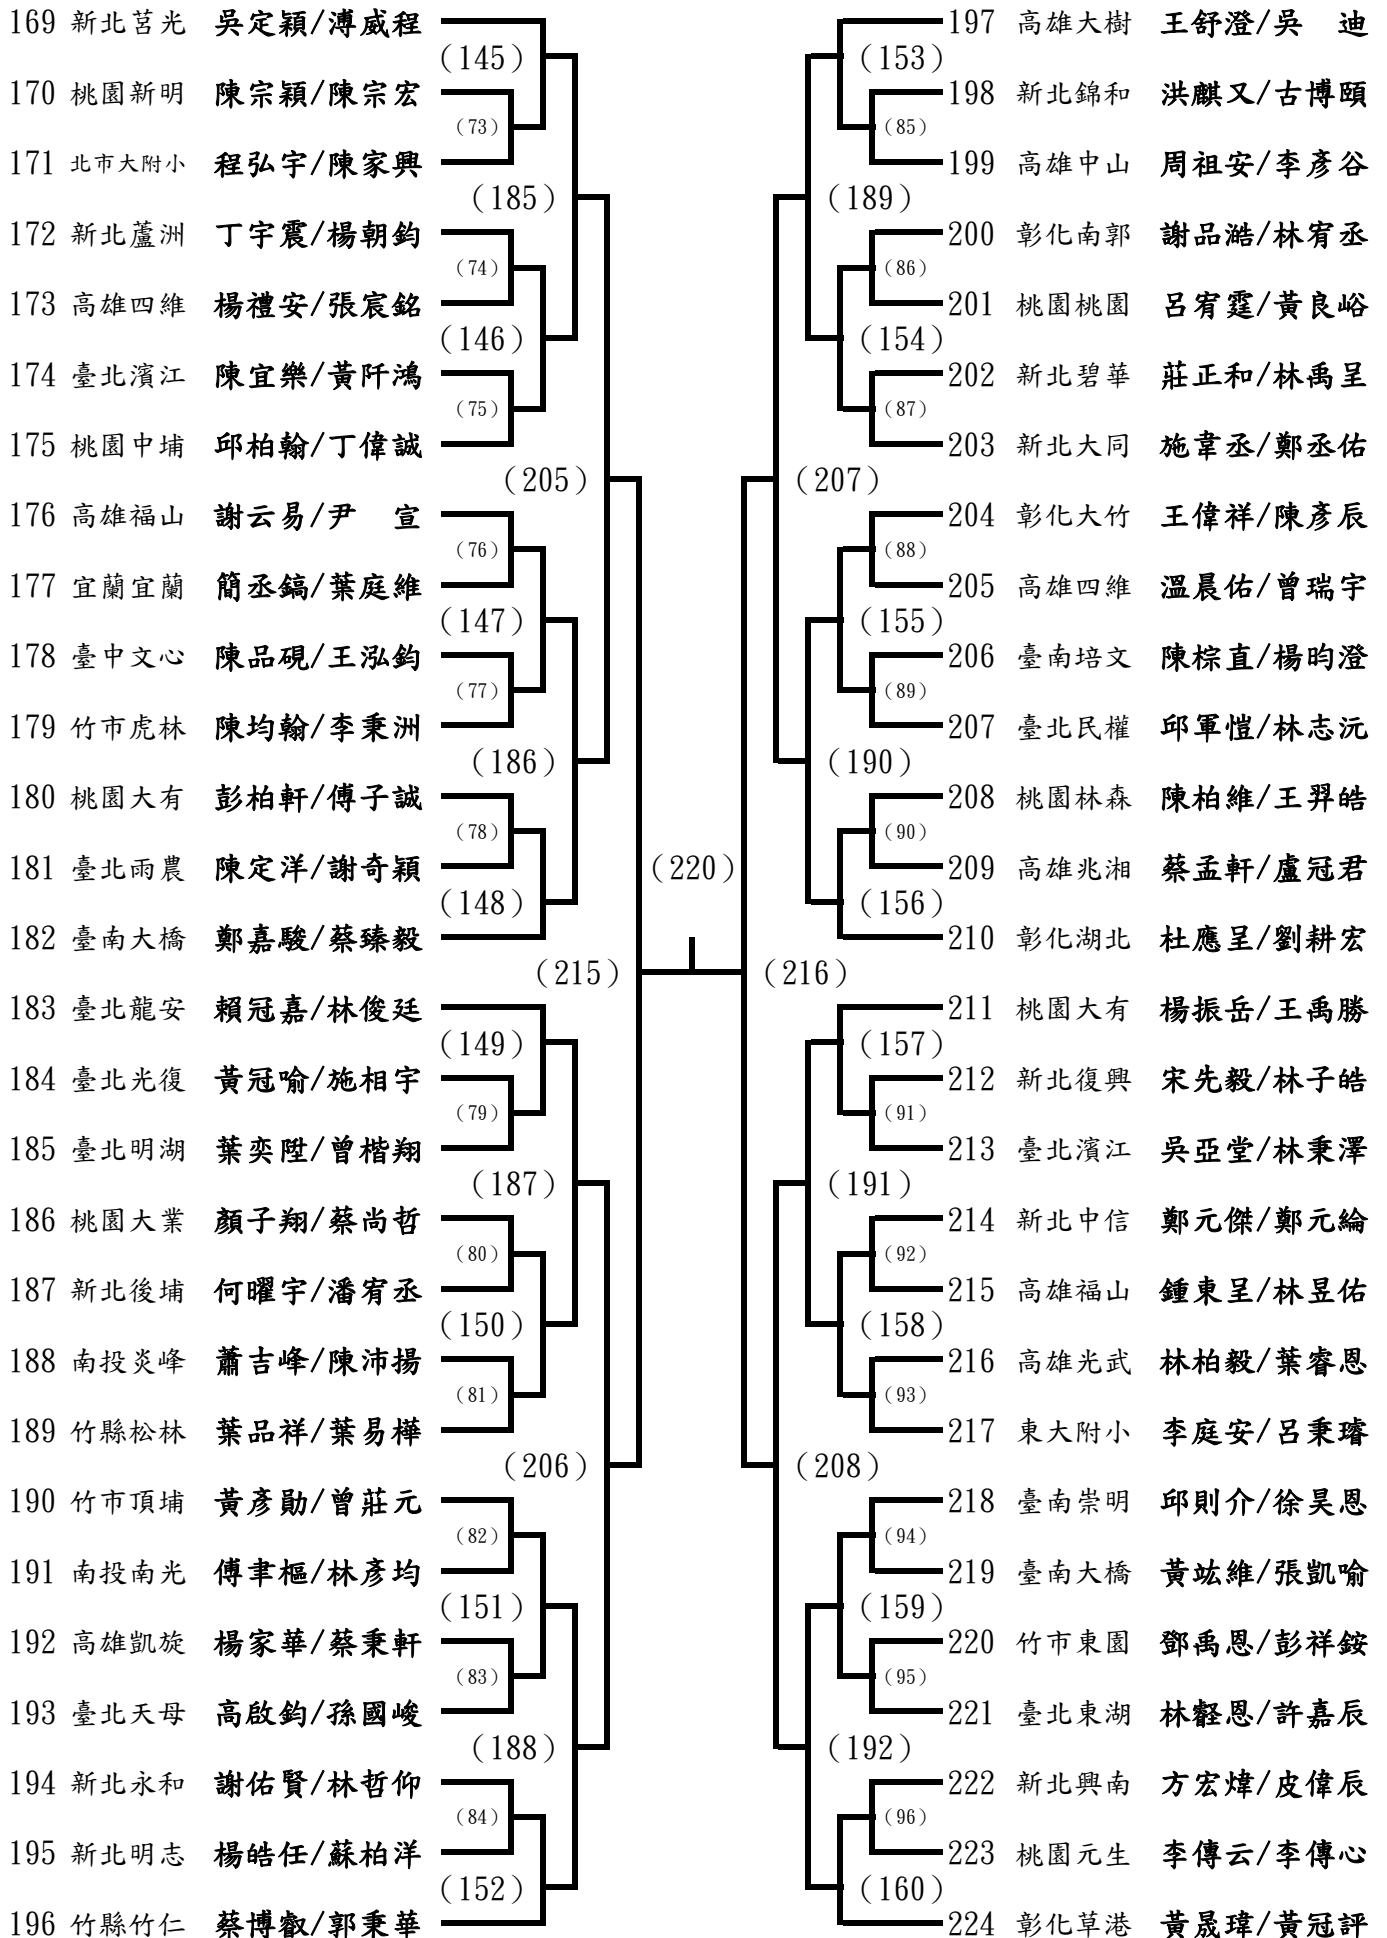 169 新北莒光 吳定穎/溥威程
(145)
170 桃園新明 陳宗穎/陳宗宏
(73)
171 北市大附小 程弘宇/陳家興
(185)
172 新北蘆洲 丁宇震/楊朝鈞
(74)
173 高雄四維 楊禮安/張宸銘
(146)
174 臺北濱江 陳宜樂/黃阡鴻
(75)
175 桃園中埔 邱柏翰/丁偉誠
(205)
176 高雄福山 謝云易/尹　宣
(76)
177 宜蘭宜蘭 簡丞鎬/葉庭維
(147)
178 臺中文心 陳品硯/王泓鈞
(77)
179 竹市虎林 陳均翰/李秉洲
(186)
180 桃園大有 彭柏軒/傅子誠
(78)
181 臺北雨農 陳定洋/謝奇穎
(148)
182 臺南大橋 鄭嘉駿/蔡臻毅
(215)
183 臺北龍安 賴冠嘉/林俊廷
(149)
184 臺北光復 黃冠喻/施相宇
(79)
185 臺北明湖 葉奕陞/曾楷翔
(187)
186 桃園大業 顏子翔/蔡尚哲
(80)
187 新北後埔 何曜宇/潘宥丞
(150)
188 南投炎峰 蕭吉峰/陳沛揚
(81)
189 竹縣松林 葉品祥/葉易樺
(206)
190 竹市頂埔 黃彥勛/曾莊元
(82)
191 南投南光 傅聿樞/林彥均
(151)
192 高雄凱旋 楊家華/蔡秉軒
(83)
193 臺北天母 高啟鈞/孫國峻
(188)
194 新北永和 謝佑賢/林哲仰
(84)
195 新北明志 楊皓任/蘇柏洋
(152)
196 竹縣竹仁 蔡博叡/郭秉華
(220)
197 高雄大樹 王舒澄/吳　迪
(153)
198 新北錦和 洪麒又/古博頤
(85)
199 高雄中山 周祖安/李彥谷
(189)
200 彰化南郭 謝品澔/林宥丞
(86)
201 桃園桃園 呂宥霆/黃良峪
(154)
202 新北碧華 莊正和/林禹呈
(87)
203 新北大同 施韋丞/鄭丞佑
(207)
204 彰化大竹 王偉祥/陳彥辰
(88)
205 高雄四維 溫晨佑/曾瑞宇
(155)
206 臺南培文 陳棕直/楊昀澄
(89)
207 臺北民權 邱軍愷/林志沅
(190)
208 桃園林森 陳柏維/王羿皓
(90)
209 高雄兆湘 蔡孟軒/盧冠君
(156)
210 彰化湖北 杜應呈/劉耕宏
(216)
211 桃園大有 楊振岳/王禹勝
(157)
212 新北復興 宋先毅/林子皓
(91)
213 臺北濱江 吳亞堂/林秉澤
(191)
214 新北中信 鄭元傑/鄭元綸
(92)
215 高雄福山 鍾東呈/林昱佑
(158)
216 高雄光武 林柏毅/葉睿恩
(93)
217 東大附小 李庭安/呂秉璿
(208)
218 臺南崇明 邱則介/徐昊恩
(94)
219 臺南大橋 黃竑維/張凱喻
(159)
220 竹市東園 鄧禹恩/彭祥銨
(95)
221 臺北東湖 林叡恩/許嘉辰
(192)
222 新北興南 方宏煒/皮偉辰
(96)
223 桃園元生 李傳云/李傳心
(160)
224 彰化草港 黃晟瑋/黃冠評